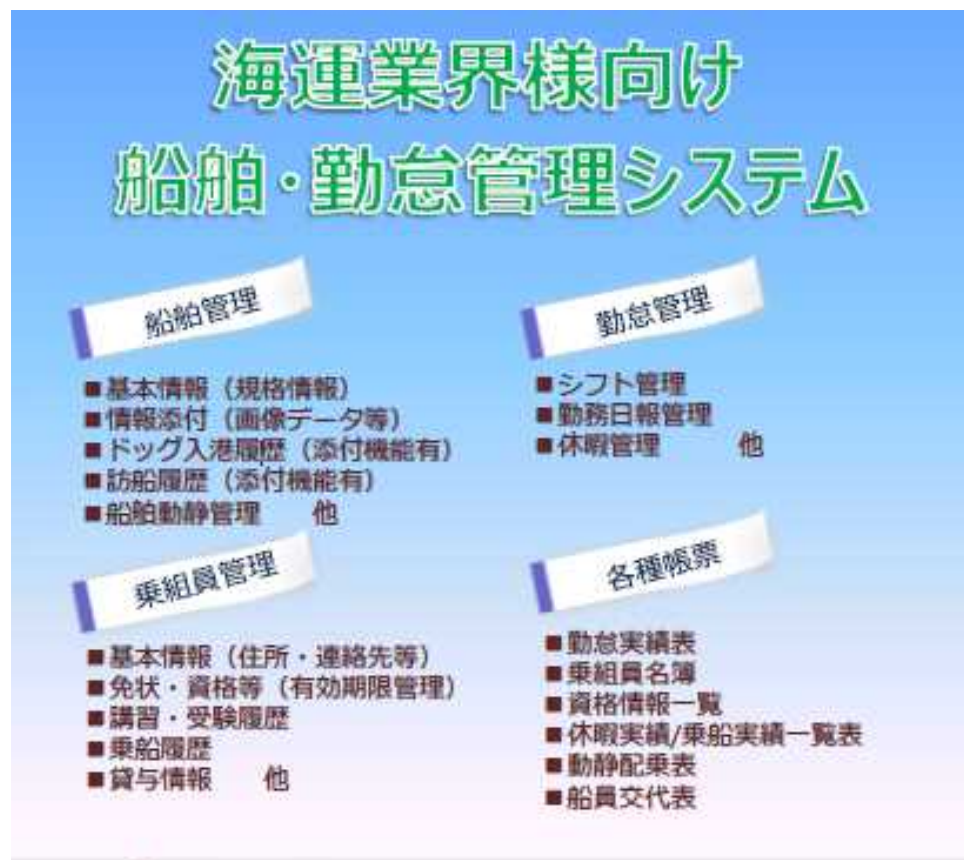 海運業界様向け
船舶・勤怠管理システム
船舶管理
■基本情報（規格情報）
■情報添付（画像データ等）
■ドッグ入港履歴（添付機能有）
■訪船履歴（添付機能有）
■船舶動静管理　　他
勤怠管理
■シフト管理
■勤務日報管理
■休暇管理　　　他
乗組員管理
■基本情報（住所・連絡先等）
■免状・資格等（有効期限管理）
■講習・受験履歴
■乗船履歴
■貸与情報　　他
各種帳票
■勤怠実績表
■乗組員名簿
■資格情報一覧
■休暇実績/乗船実績一覧表
■動静配乗表
■船員交代表